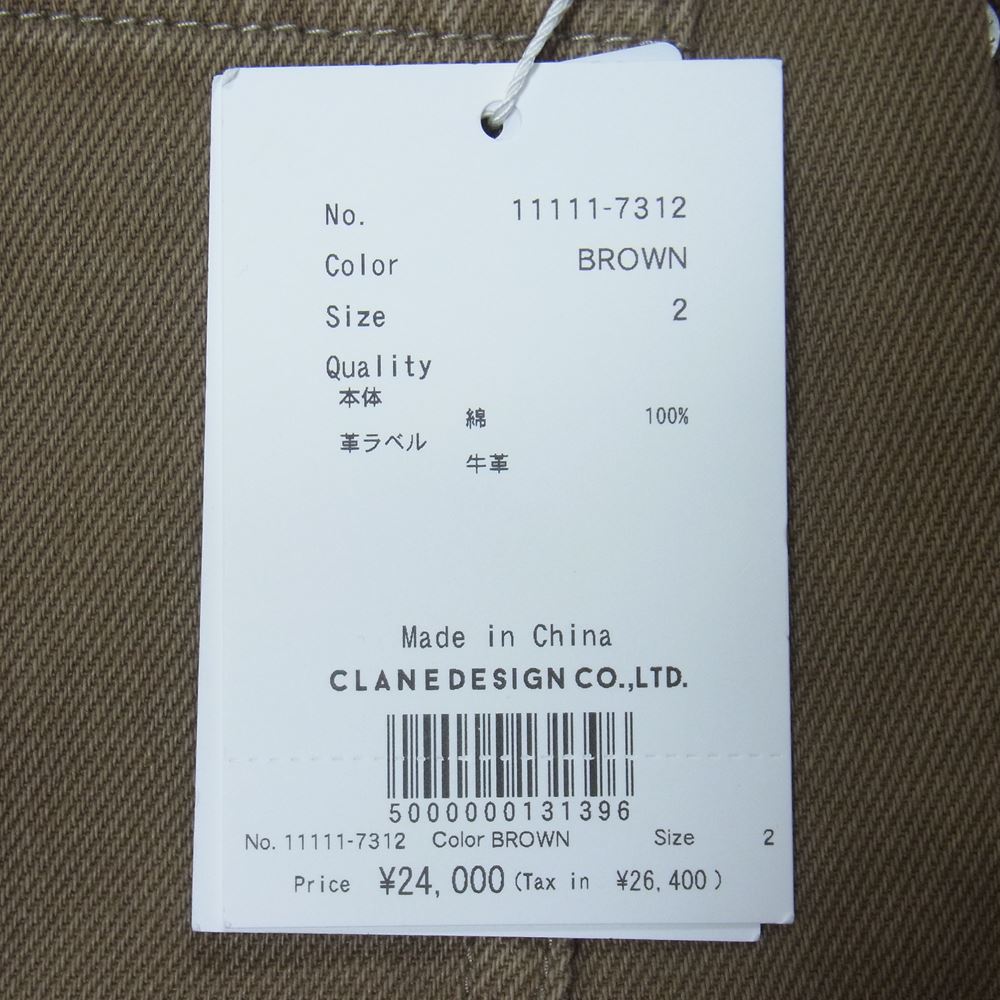 No. 11111-7312
Color BROWN
Size 2
Quality
本体
綿 100%
革ラベル
牛革
Made in China
CLANE DESIGN CO.,LTD.
5000000131396
No. 11111-7312 Color BROWN Size 2
Price ¥24,000 (Tax in ¥26,400)